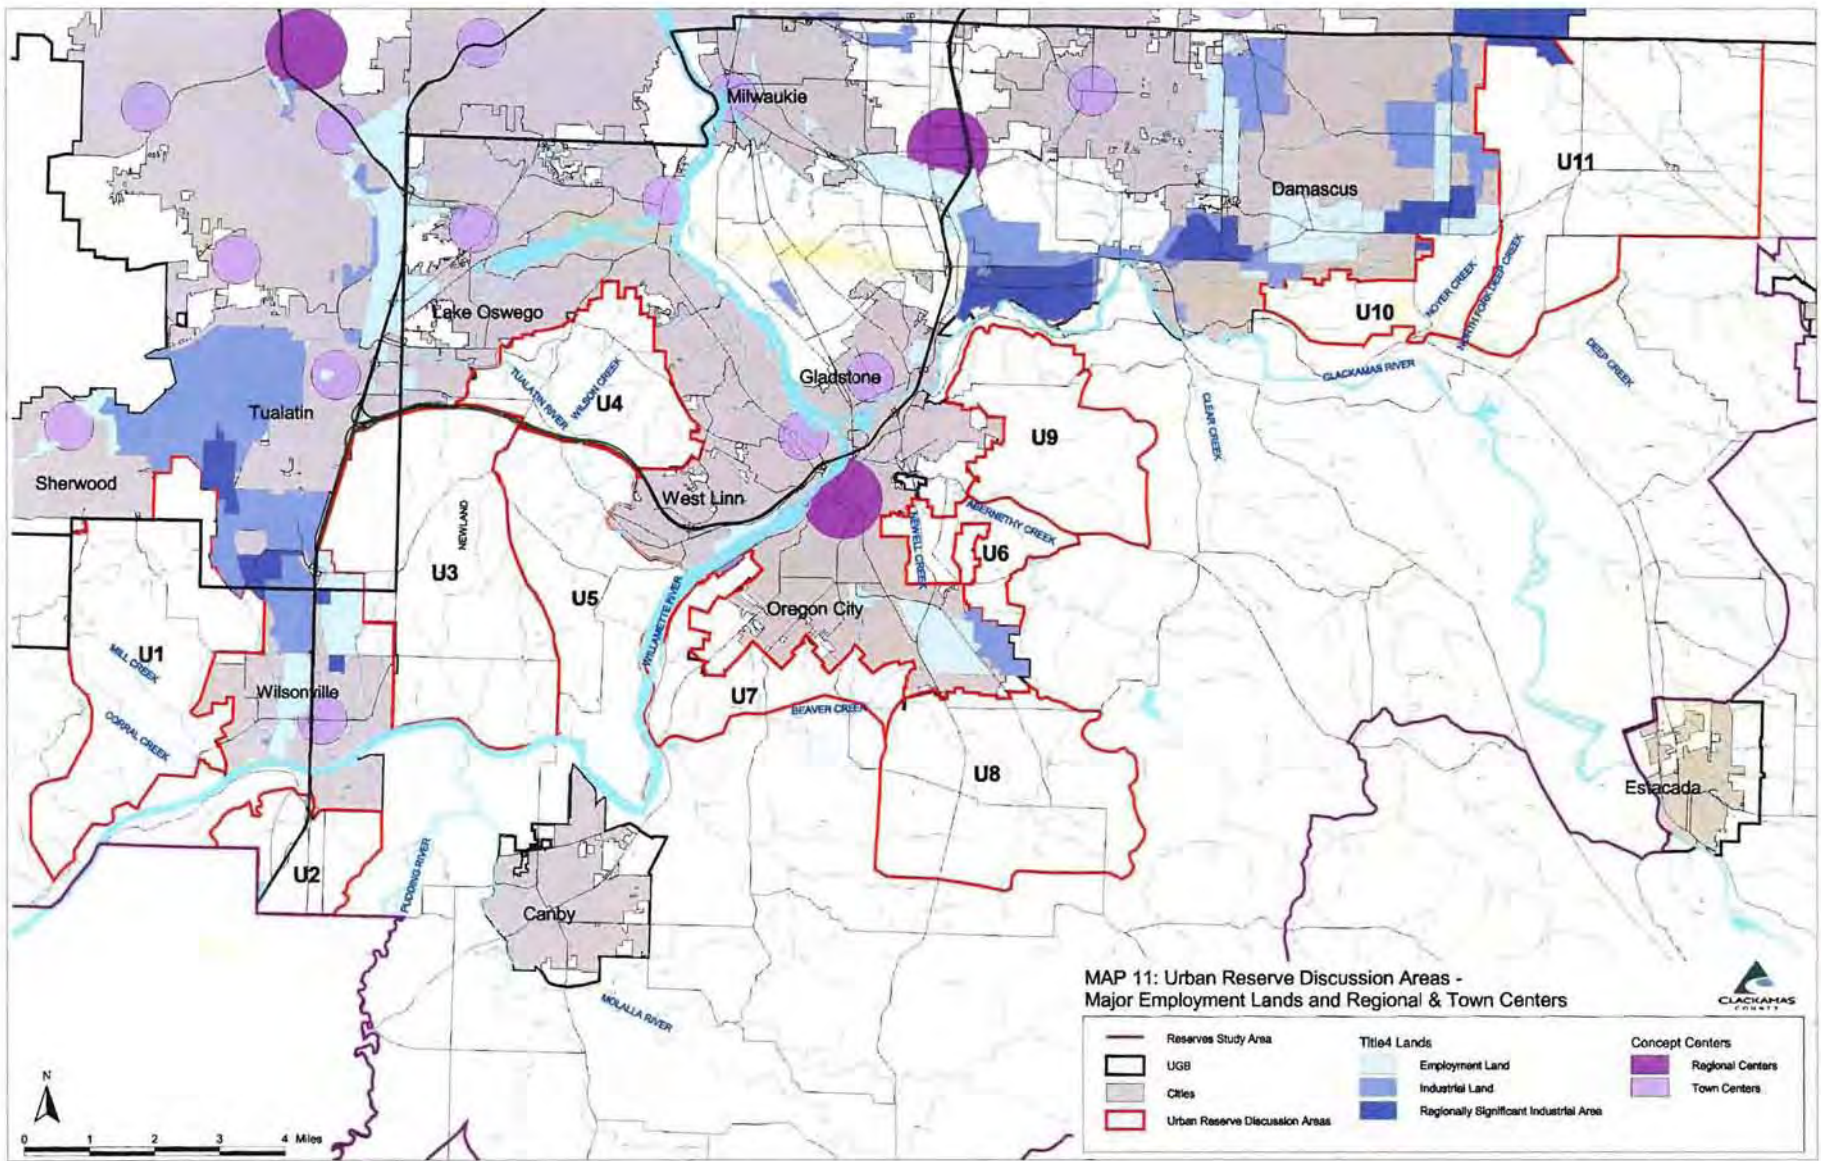 Milwaukie
U11
Damascus
NOYER CREEK
NORTH FORK DEEP CREEK
U10
Lake Oswego
DEEP CREEK
CLACKAMAS RIVER
TUALATIN RIVER
WILSON CREEK
U4
Gladstone
Tualatin
CLEAR CREEK
U9
Sherwood
West Linn
NEWLAND
ABERNETHY CREEK
NEWELL CREEK
U6
U3
U5
Oregon City
WILLAMETTE RIVER
U1
MILL CREEK
Wilsonville
U7
BEAVER CREEK
CORRAL CREEK
U8
Estacada
U2
PUDDING RIVER
Canby
MOLALLA RIVER
MAP 11: Urban Reserve Discussion Areas -
Major Employment Lands and Regional & Town Centers
CLACKAMAS
COUNTY
Reserves Study Area
UGB
Cities
Urban Reserve Discussion Areas
Title4 Lands
Employment Land
Industrial Land
Regionally Significant Industrial Area
Concept Centers
Regional Centers
Town Centers
N
0 1 2 3 4 Miles